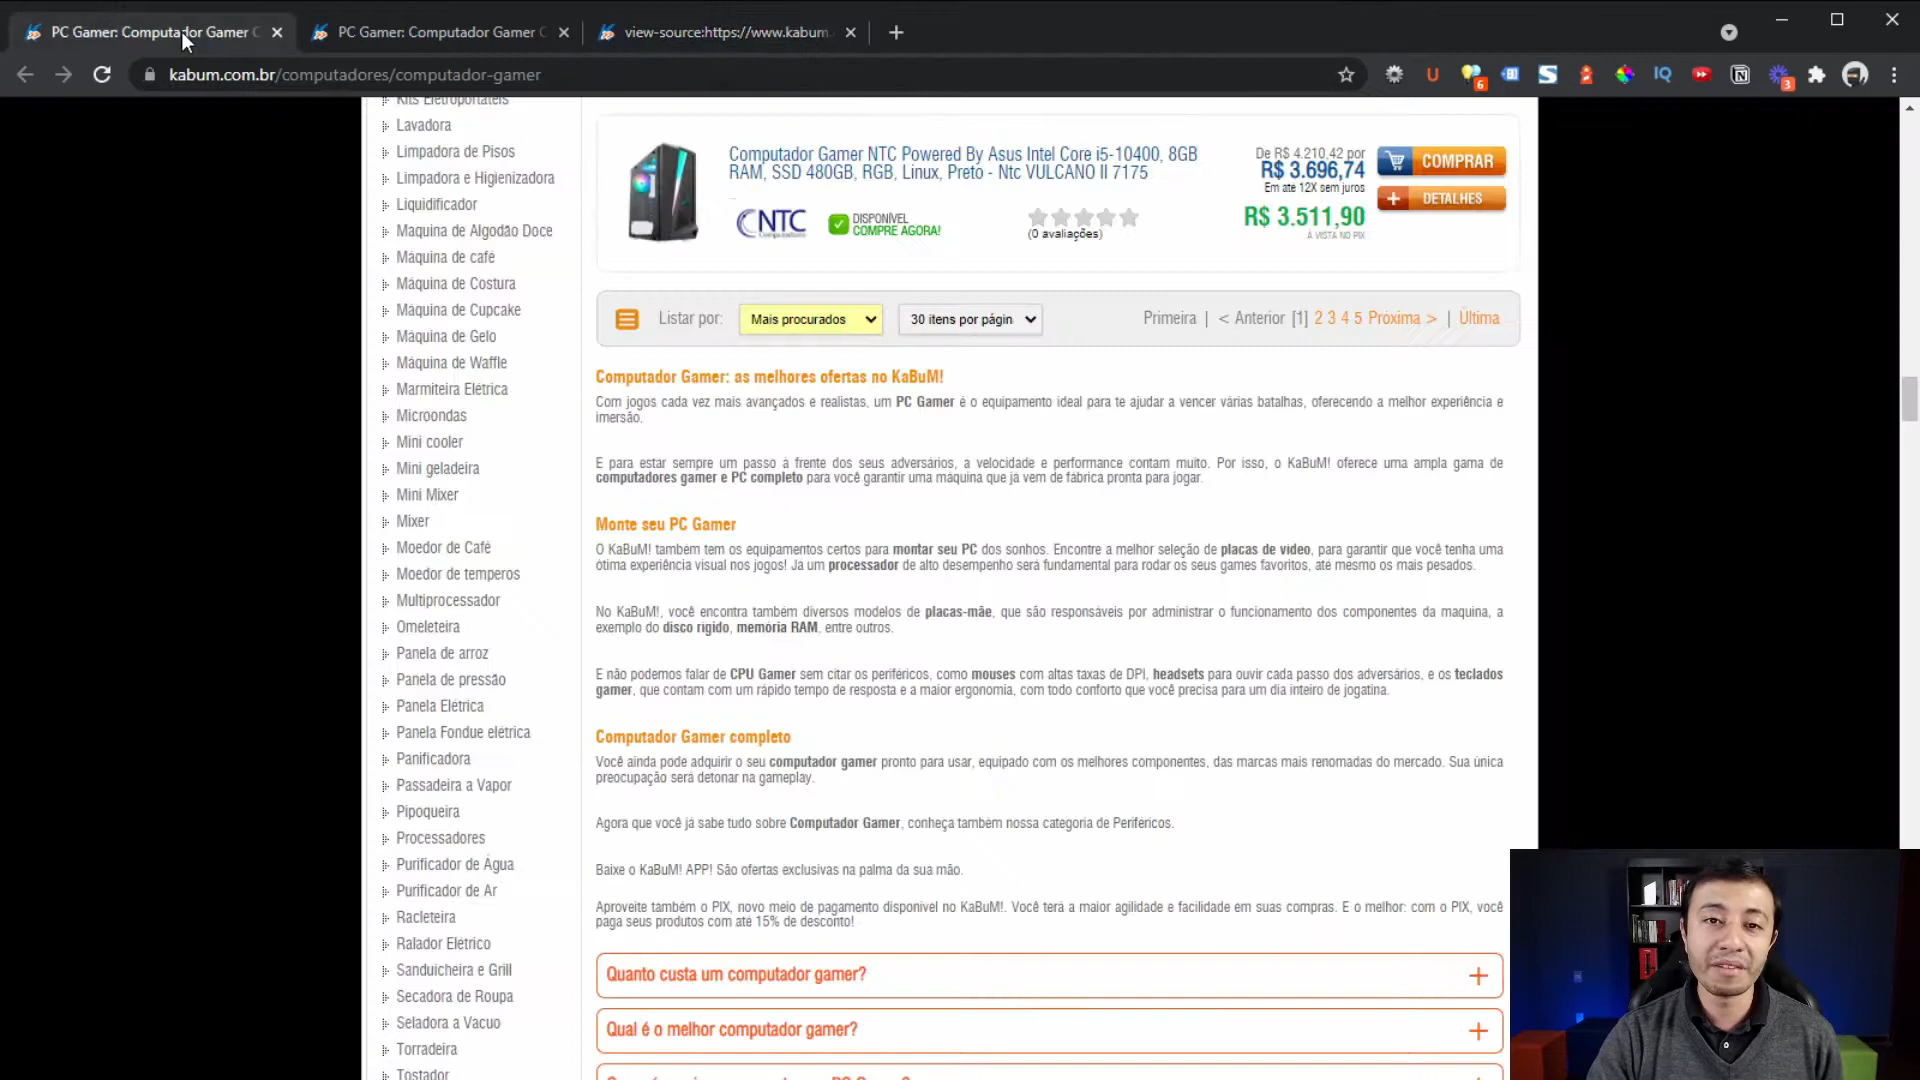 PC Gamer: Computador Gamer C
PC Gamer: Computador Gamer C
view-source:https://www.kabum.
kabum.com.br/computadores/computador-gamer
U
6
S
IQ
N
3
Kits Eletroportáteis
Lavadora
Limpadora de Pisos
Limpadora e Higienizadora
Liquidificador
Maquina de Algodão Doce
Máquina de café
Máquina de Costura
Máquina de Cupcake
Máquina de Gelo
Máquina de Waffle
Marmiteira Elétrica
Microondas
Mini cooler
Mini geladeira
Mini Mixer
Mixer
Moedor de Café
Moedor de temperos
Multiprocessador
Omeleteira
Panela de arroz
Panela de pressão
Panela Elétrica
Panela Fondue elétrica
Panificadora
Passadeira a Vapor
Pipoqueira
Processadores
Purificador de Água
Purificador de Ar
Racleteira
Ralador Elétrico
Sanduicheira e Grill
Secadora de Roupa
Seladora a Vacuo
Torradeira
Tostador
Computador Gamer NTC Powered By Asus Intel Core i5-10400, 8GB
RAM, SSD 480GB, RGB, Linux, Preto - Ntc VULCANO II 7175
...
NTC
Computadores
DISPONÍVEL
COMPRE AGORA!
(0 avaliações)
De R$ 4.210,42 por
R$ 3.696,74
Em até 12X sem juros
R$ 3.511,90
À VISTA NO PIX
COMPRAR
DETALHES
Listar por: Mais procurados 30 itens por págin Primeira | < Anterior [1] 2 3 4 5 Próxima > | Última
Computador Gamer: as melhores ofertas no KaBuM!
Com jogos cada vez mais avançados e realistas, um PC Gamer é o equipamento ideal para te ajudar a vencer várias batalhas, oferecendo a melhor experiência e
imersão.
E para estar sempre um passo à frente dos seus adversários, a velocidade e performance contam muito. Por isso, o KaBuM! oferece uma ampla gama de
computadores gamer e PC completo para você garantir uma máquina que já vem de fábrica pronta para jogar.
Monte seu PC Gamer
O KaBuM! também tem os equipamentos certos para montar seu PC dos sonhos. Encontre a melhor seleção de placas de vídeo, para garantir que você tenha uma
ótima experiência visual nos jogos! Já um processador de alto desempenho será fundamental para rodar os seus games favoritos, até mesmo os mais pesados.
No KaBuM!, você encontra também diversos modelos de placas-mãe, que são responsáveis por administrar o funcionamento dos componentes da maquina, a
exemplo do disco rígido, memória RAM, entre outros.
E não podemos falar de CPU Gamer sem citar os periféricos, como mouses com altas taxas de DPI, headsets para ouvir cada passo dos adversários, e os teclados
gamer, que contam com um rápido tempo de resposta e a maior ergonomia, com todo conforto que você precisa para um dia inteiro de jogatina.
Computador Gamer completo
Você ainda pode adquirir o seu computador gamer pronto para usar, equipado com os melhores componentes, das marcas mais renomadas do mercado. Sua única
preocupação será detonar na gameplay.
Agora que você já sabe tudo sobre Computador Gamer, conheça também nossa categoria de Periféricos.
Baixe o KaBuM! APP! São ofertas exclusivas na palma da sua mão.
Aproveite também o PIX, novo meio de pagamento disponível no KaBuM!. Você terá a maior agilidade e facilidade em suas compras. E o melhor: com o PIX, você
paga seus produtos com até 15% de desconto!
Quanto custa um computador gamer?
Qual é o melhor computador gamer?